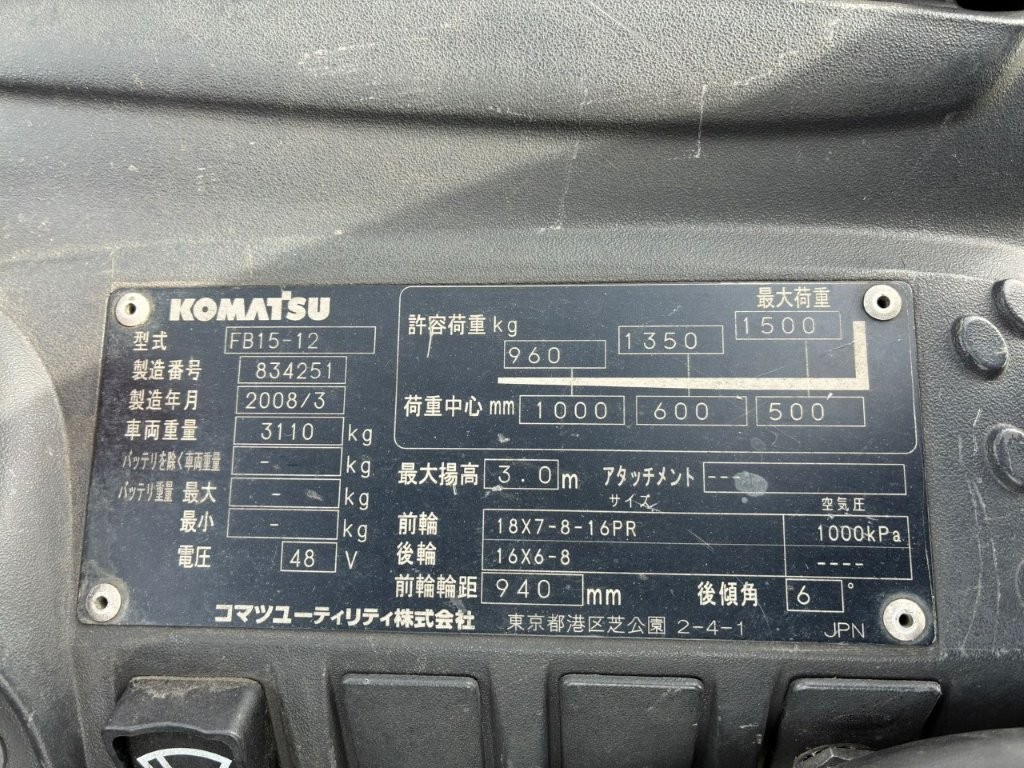 KOMATSU
型式 FB15-12
製造番号 834251
製造年月 2008/3
車両重量 3110 kg
バッテリを除く車両重量 - kg
バッテリ重量 最大 - kg
最小 - kg
電圧 48 V
最大荷重
許容荷重 kg 960 1350 1500
荷重中心 mm 1000 600 500
最大揚高 3.0 m アタッチメント ---
サイズ 空気圧
前輪 18X7-8-16PR 1000kPa
後輪 16X6-8 ----
前輪輪距 940 mm 後傾角 6 °
コマツユーティリティ株式会社 東京都港区芝公園 2-4-1 JPN